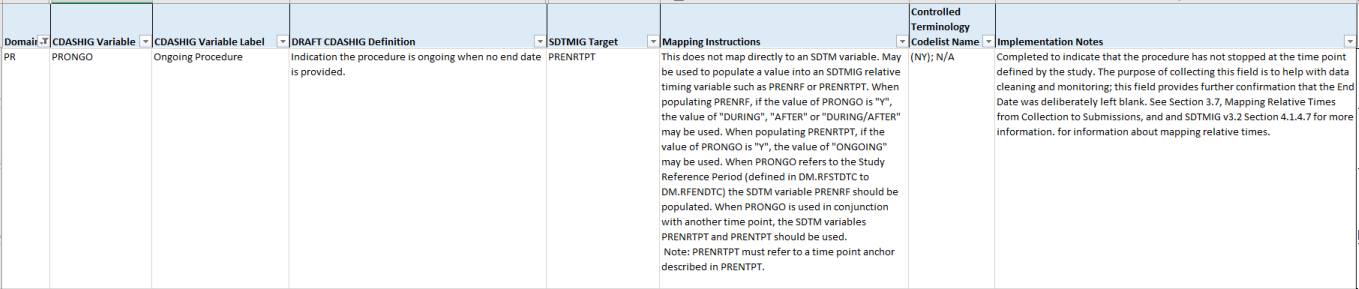 Controlled
Terminology
Domain CDASHIG Variable CDASHIG Variable Label DRAFT CDASHIG Definition SDTMIG Target Mapping Instructions Codelist Name Implementation Notes
PR PRONGO Ongoing Procedure Indication the procedure is ongoing when no end date PRENRTPT This does not map directly to an SDTM variable. May (NY); N/A Completed to indicate that the procedure has not stopped at the time point
is provided. be used to populate a value into an SDTMIG relative defined by the study. The purpose of collecting this field is to help with data
timing variable such as PRENRF or PRENRTPT. When cleaning and monitoring; this field provides further confirmation that the End
populating PRENRF, if the value of PRONGO is "Y", Date was deliberately left blank. See Section 3.7, Mapping Relative Times
the value of "DURING", "AFTER" or "DURING/AFTER" from Collection to Submissions, and and SDTMIG v3.2 Section 4.1.4.7 for more
may be used. When populating PRENRTPT, if the information. for information about mapping relative times.
value of PRONGO is "Y", the value of "ONGOING"
may be used. When PRONGO refers to the Study
Reference Period (defined in DM.RFSTDTC to
DM.RFENDTC) the SDTM variable PRENRF should be
populated. When PRONGO is used in conjunction
with another time point, the SDTM variables
PRENRTPT and PRENTPT should be used.
Note: PRENRTPT must refer to a time point anchor
described in PRENTPT.